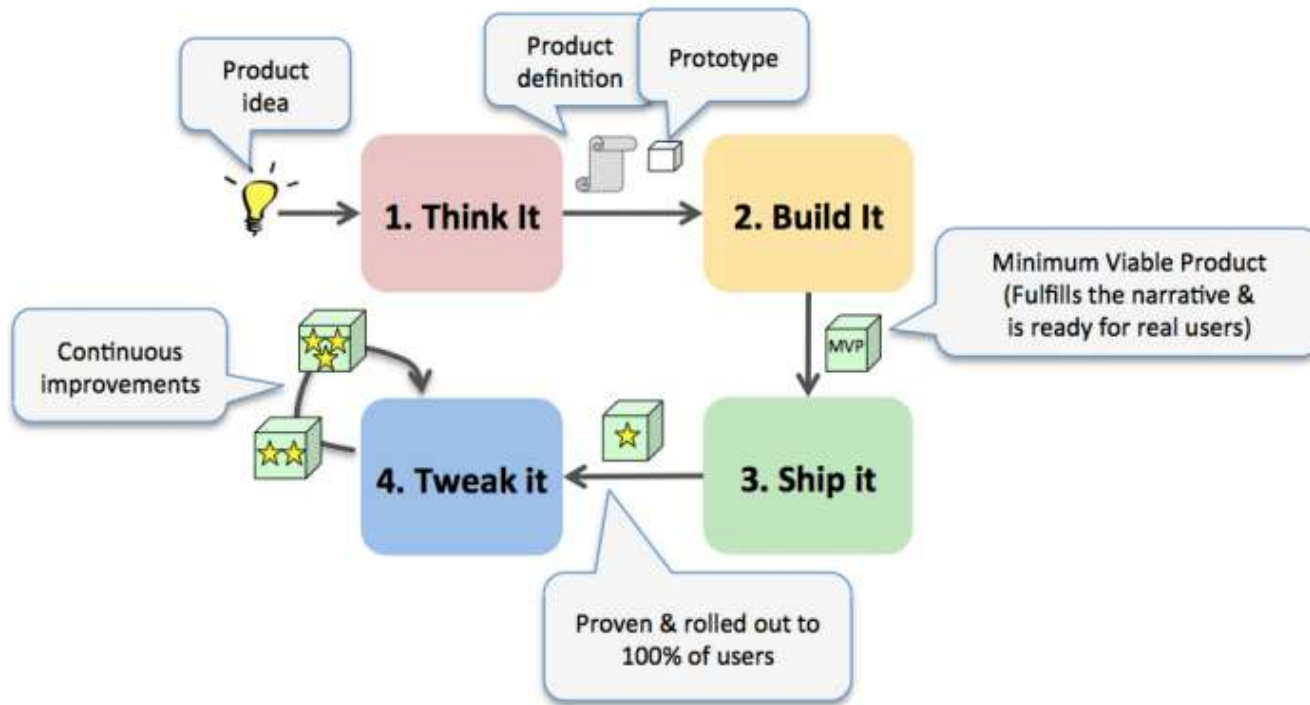 Product
idea
Product
definition
Prototype
1. Think It
2. Build It
Minimum Viable Product
(Fulfills the narrative &
is ready for real users)
MVP
Continuous
improvements
4. Tweak it
3. Ship it
Proven & rolled out to
100% of users